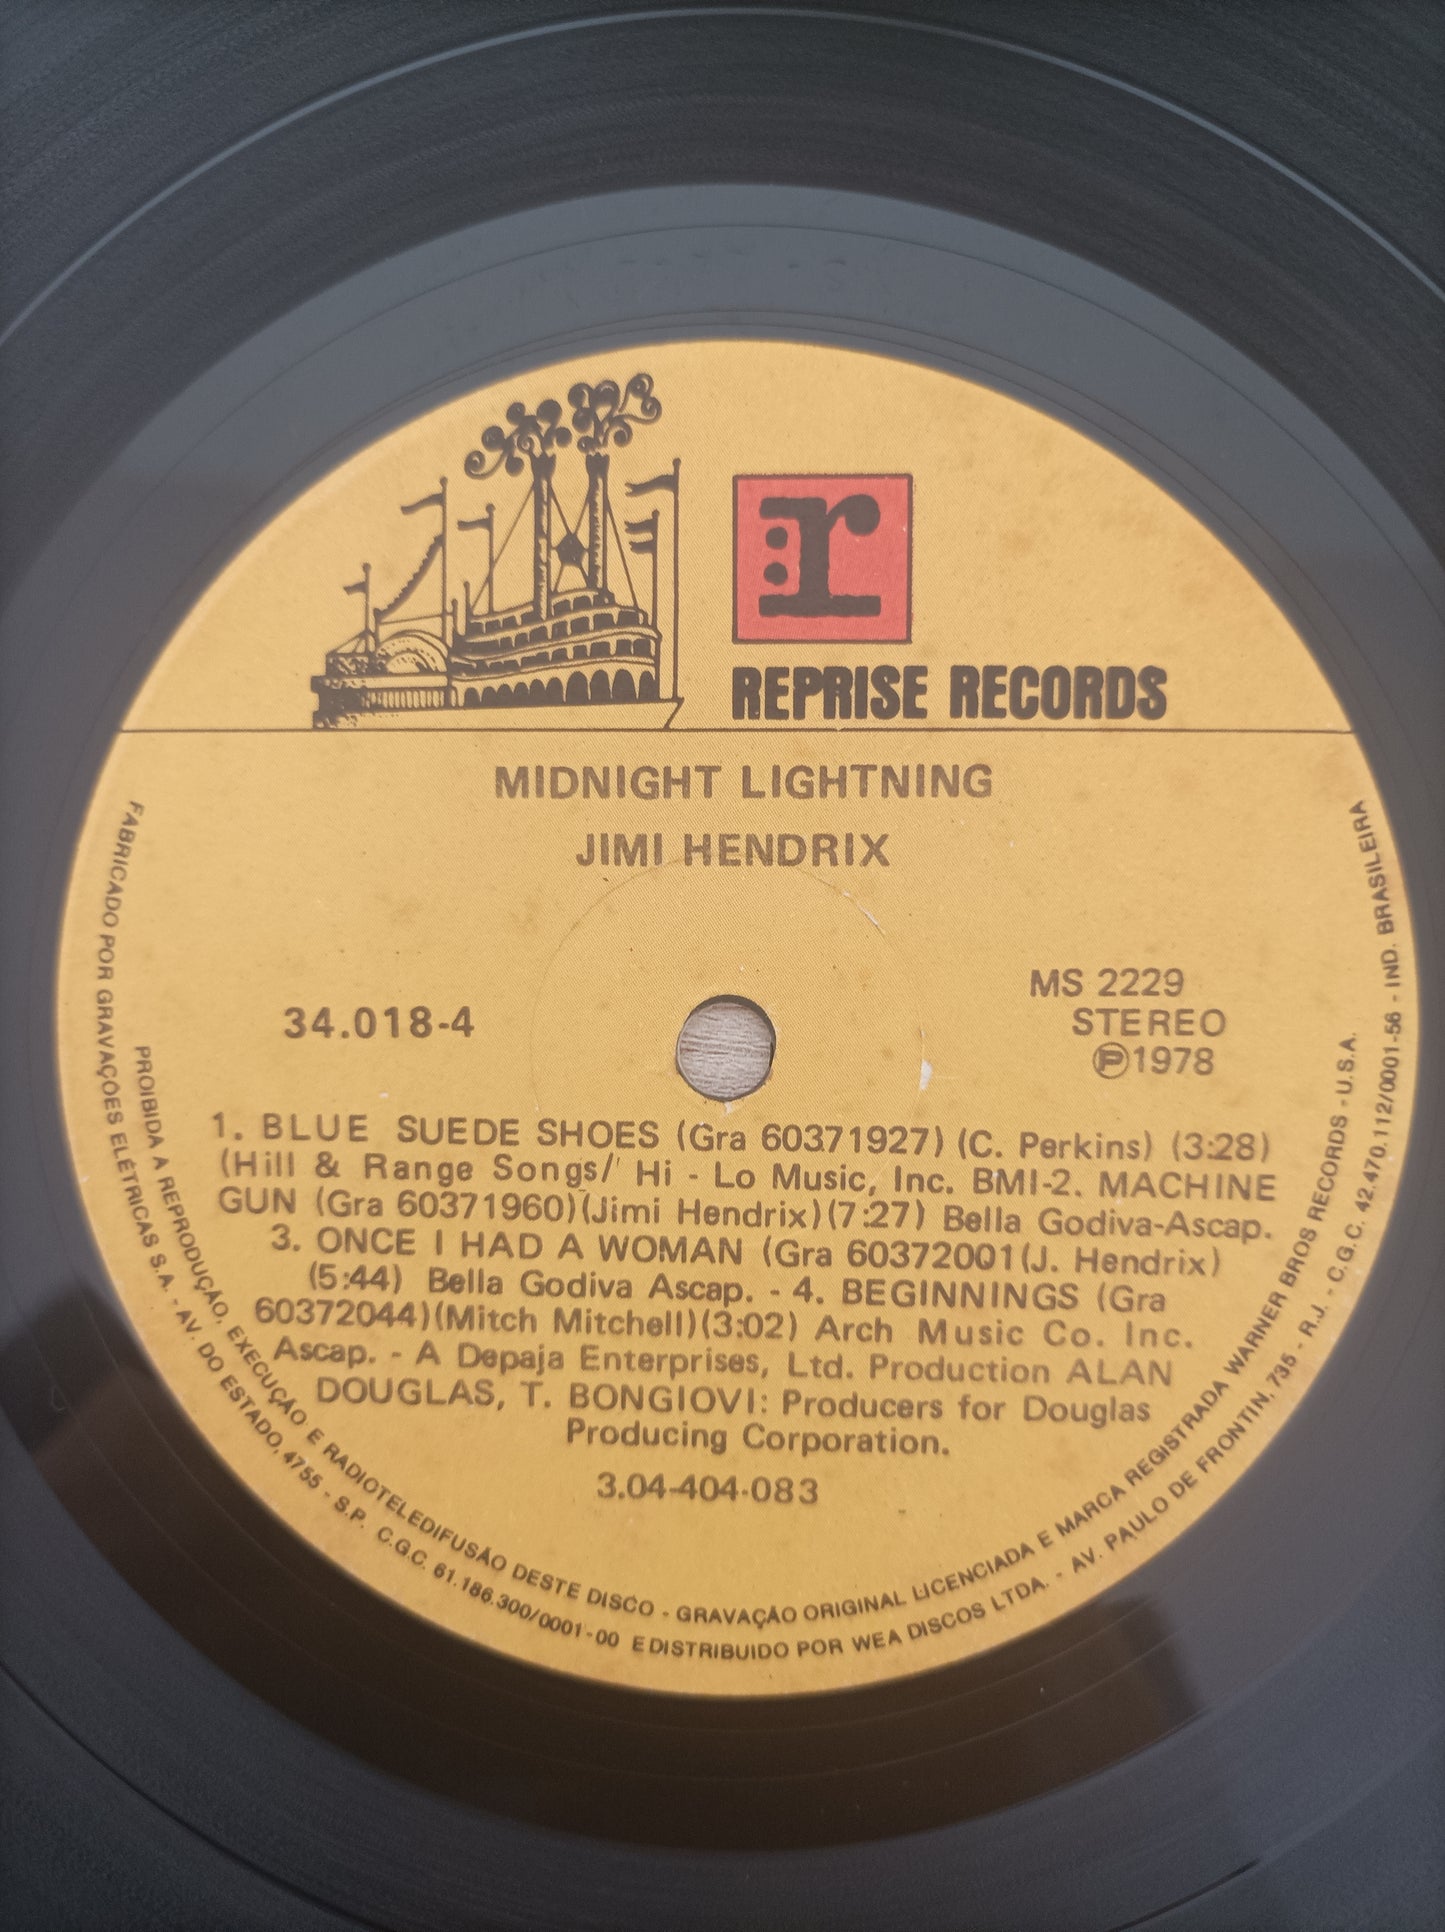 r
REPRISE RECORDS
MIDNIGHT LIGHTNING
JIMI HENDRIX
34.018-4
MS 2229
STEREO
Ⓟ1978
1. BLUE SUEDE SHOES (Gra 60371927) (C. Perkins) (3:28)
(Hill & Range Songs/ Hi - Lo Music, Inc. BMI-2. MACHINE
GUN (Gra 60371960)(Jimi Hendrix)(7:27) Bella Godiva-Ascap.
3. ONCE I HAD A WOMAN (Gra 60372001(J. Hendrix)
(5:44) Bella Godiva Ascap. - 4. BEGINNINGS (Gra
60372044)(Mitch Mitchell)(3:02) Arch Music Co. Inc.
Ascap. - A Depaja Enterprises, Ltd. Production ALAN
DOUGLAS, T. BONGIOVI: Producers for Douglas
Producing Corporation.
3.04-404-083
PROIBIDA A REPRODUÇÃO, EXECUÇÃO E RADIOTELEDIFUSÃO DESTE DISCO - GRAVAÇÃO ORIGINAL LICENCIADA E MARCA REGISTRADA WARNER BROS RECORDS - U.S.A.
FABRICADO POR GRAVAÇÕES ELÉTRICAS S.A. - AV. DO ESTADO, 4755 - S.P. C.G.C. 61.186.300/0001-00 E DISTRIBUIDO POR WEA DISCOS LTDA. - AV. PAULO DE FRONTIN, 735 - R.J. - C.G.C. 42.470.112/0001-56 - IND. BRASILEIRA